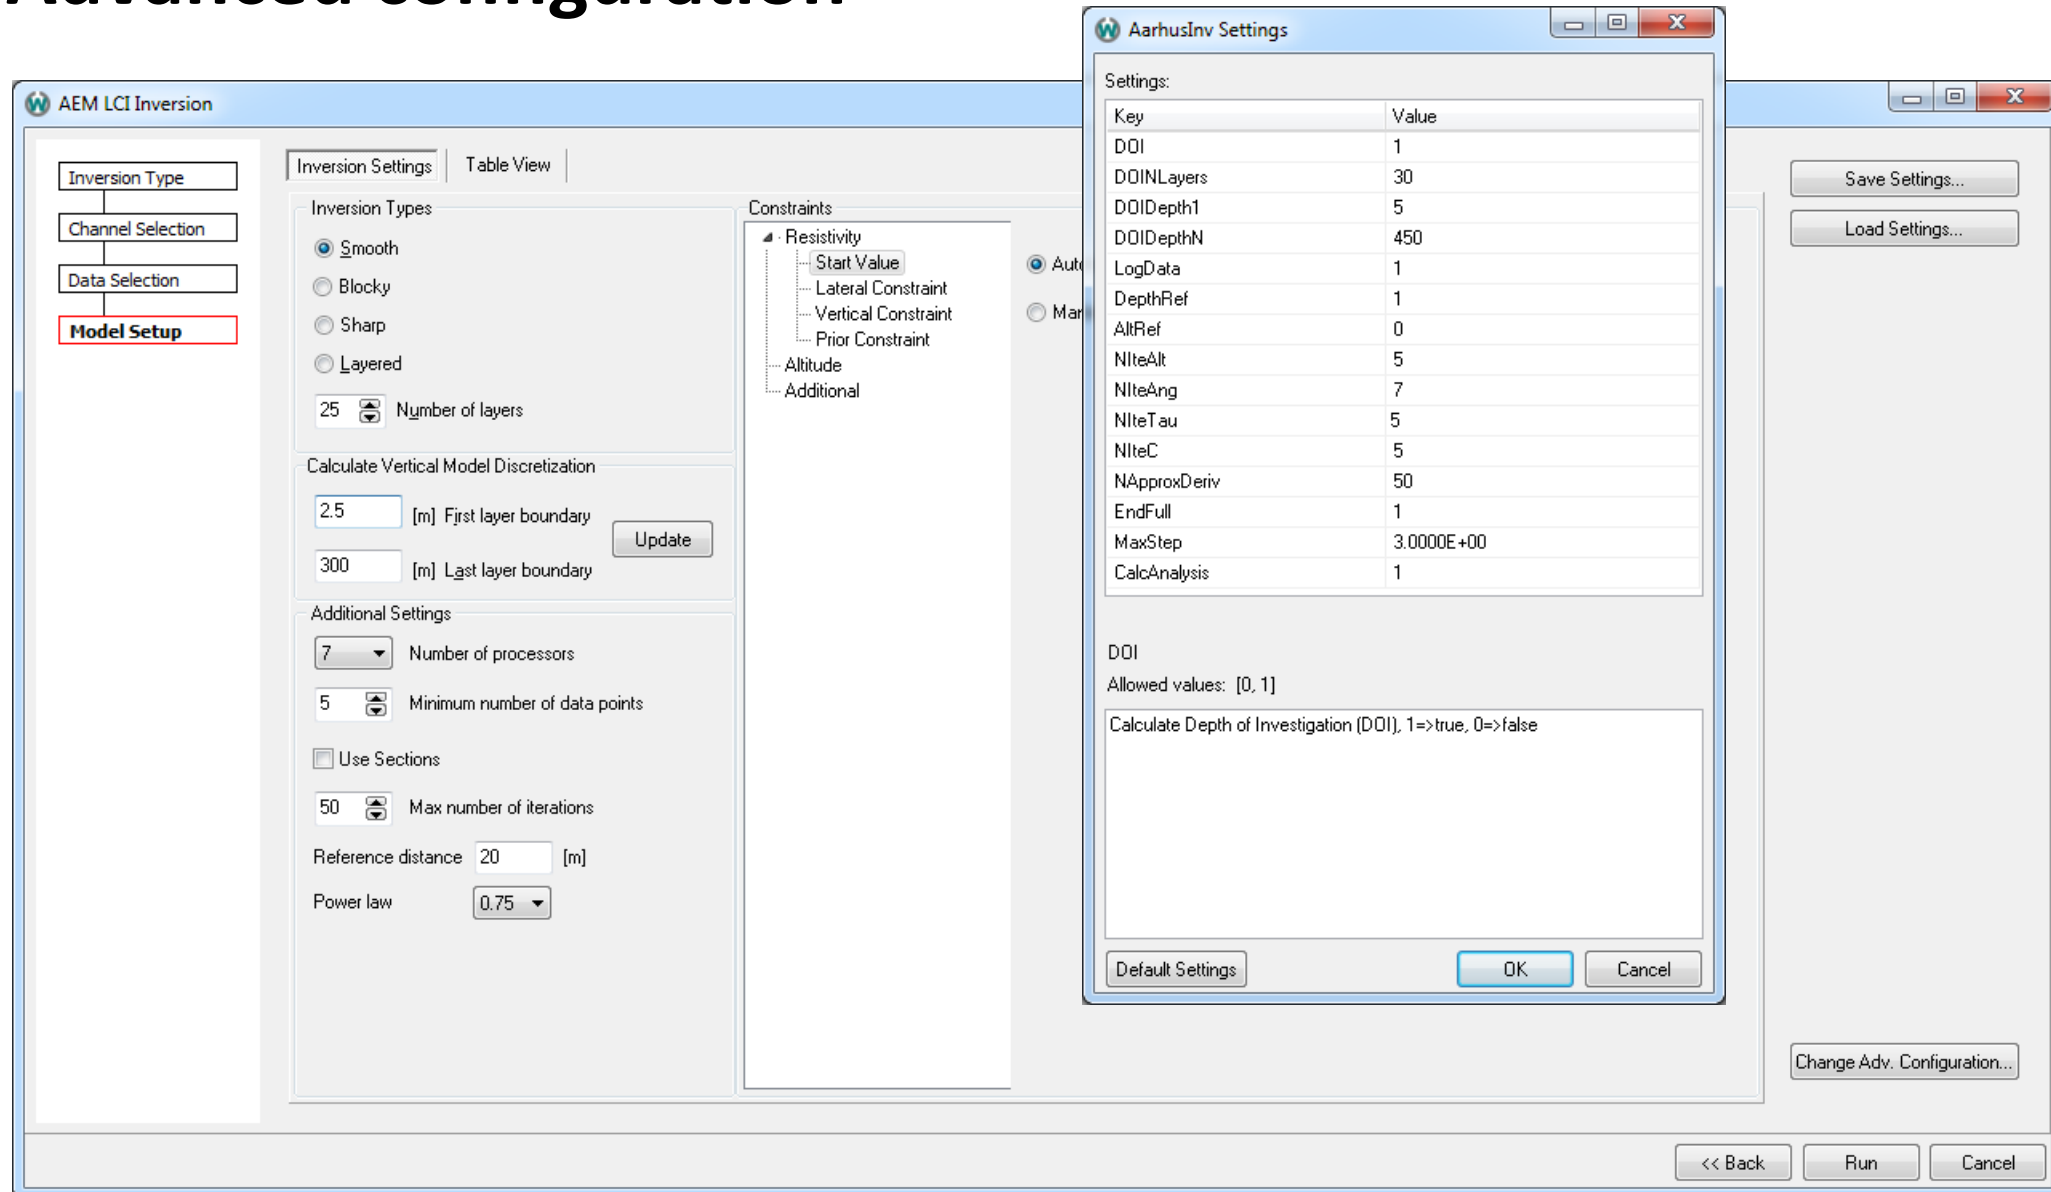 Advanced configuration
AEM LCI Inversion
Inversion Type
Channel Selection
Data Selection
Model Setup
Inversion Settings
Table View
Inversion Types
Smooth
Blocky
Sharp
Layered
25 Number of layers
Calculate Vertical Model Discretization
2.5 [m] First layer boundary
Update
300 [m] Last layer boundary
Additional Settings
7 Number of processors
5 Minimum number of data points
Use Sections
50 Max number of iterations
Reference distance 20 [m]
Power law 0.75
Constraints
Resistivity
Start Value
Lateral Constraint
Vertical Constraint
Prior Constraint
Altitude
Additional
Aut
Mar
AarhusInv Settings
Settings:
Key Value
DOI 1
DOINLayers 30
DOIDepth1 5
DOIDepthN 450
LogData 1
DepthRef 1
AltRef 0
NIteAlt 5
NIteAng 7
NIteTau 5
NIteC 5
NApproxDeriv 50
EndFull 1
MaxStep 3.0000E+00
CalcAnalysis 1
DOI
Allowed values: [0, 1]
Calculate Depth of Investigation (DOI), 1=>true, 0=>false
Default Settings
OK
Cancel
Save Settings...
Load Settings...
Change Adv. Configuration...
<< Back
Run
Cancel